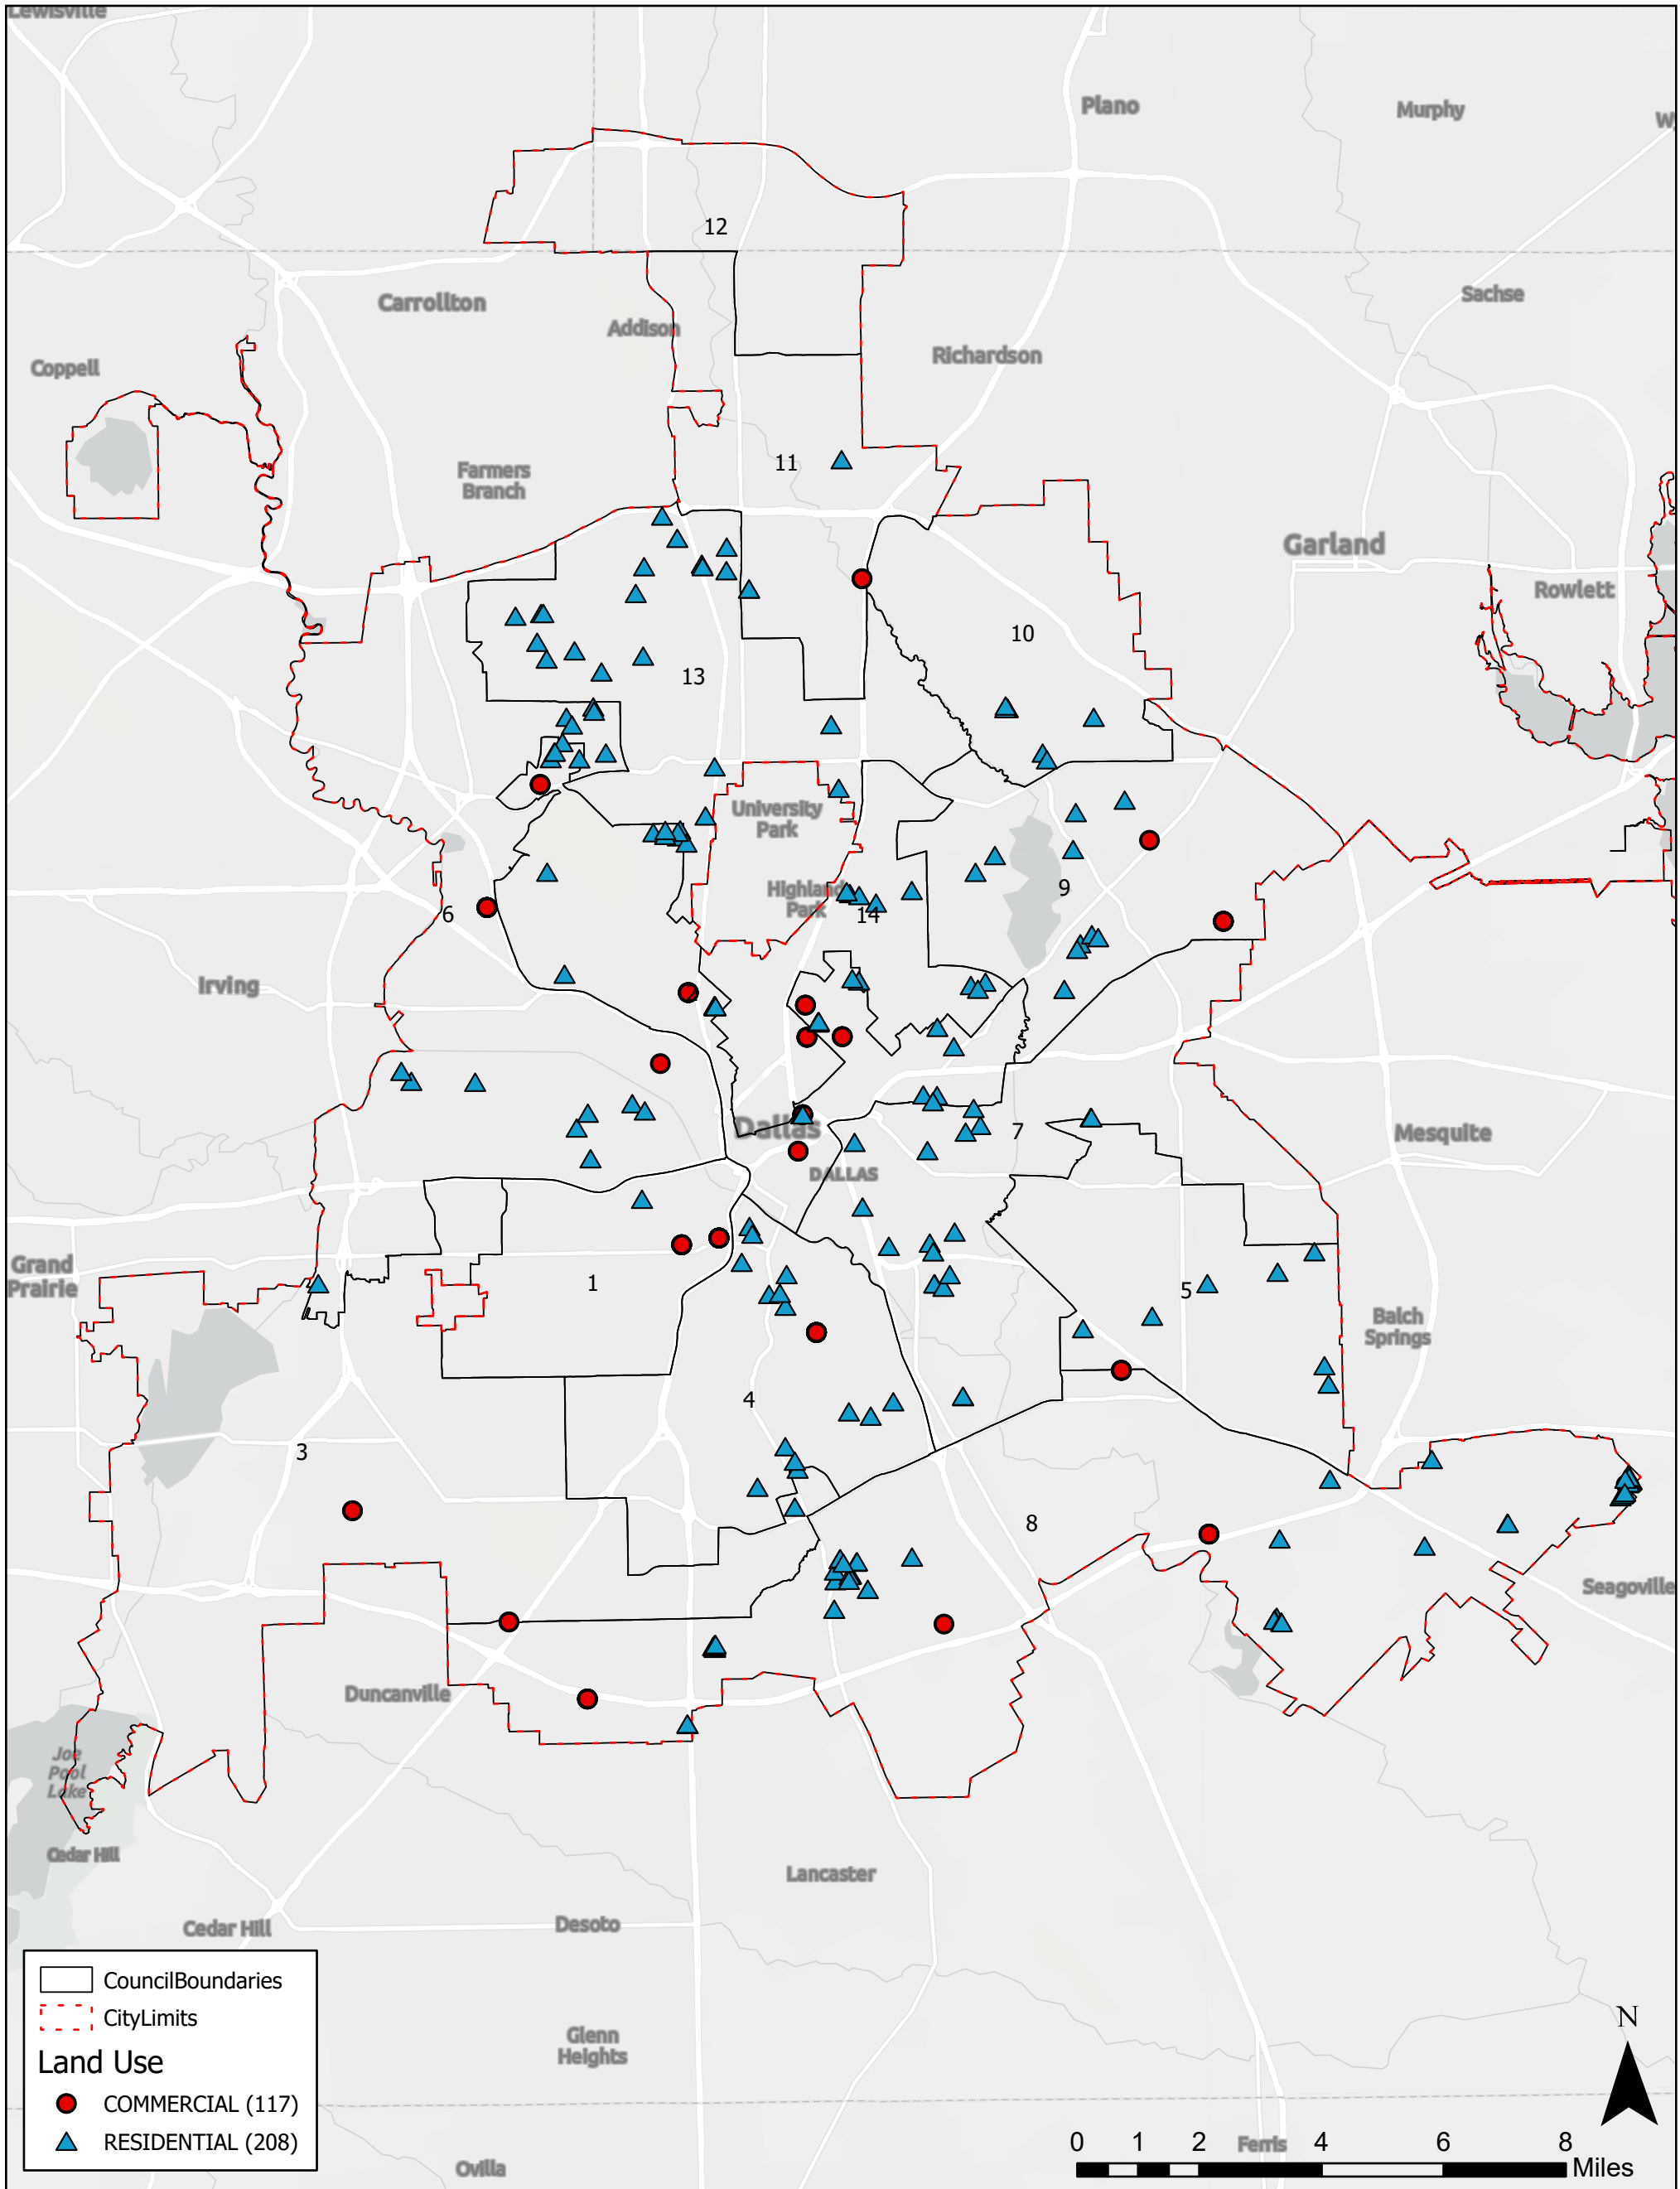 Lewisville
Plano
Murphy
W
12
Carrollton
Sachse
Addison
Richardson
Coppell
11
Farmers
Branch
Garland
Rowlett
10
13
University
Park
Highland
Park
9
14
6
Irving
2
Dallas
7
Mesquite
DALLAS
Grand
Prairie
1
5
Balch
Springs
4
3
8
Seagoville
Duncanville
Joe
Pool
Lake
Cedar Hill
Lancaster
Cedar Hill
Desoto
CouncilBoundaries
CityLimits
Land Use
COMMERCIAL (117)
RESIDENTIAL (208)
Glenn
Heights
N
0 1 2 4 6 8
Miles
Ferris
Ovilla